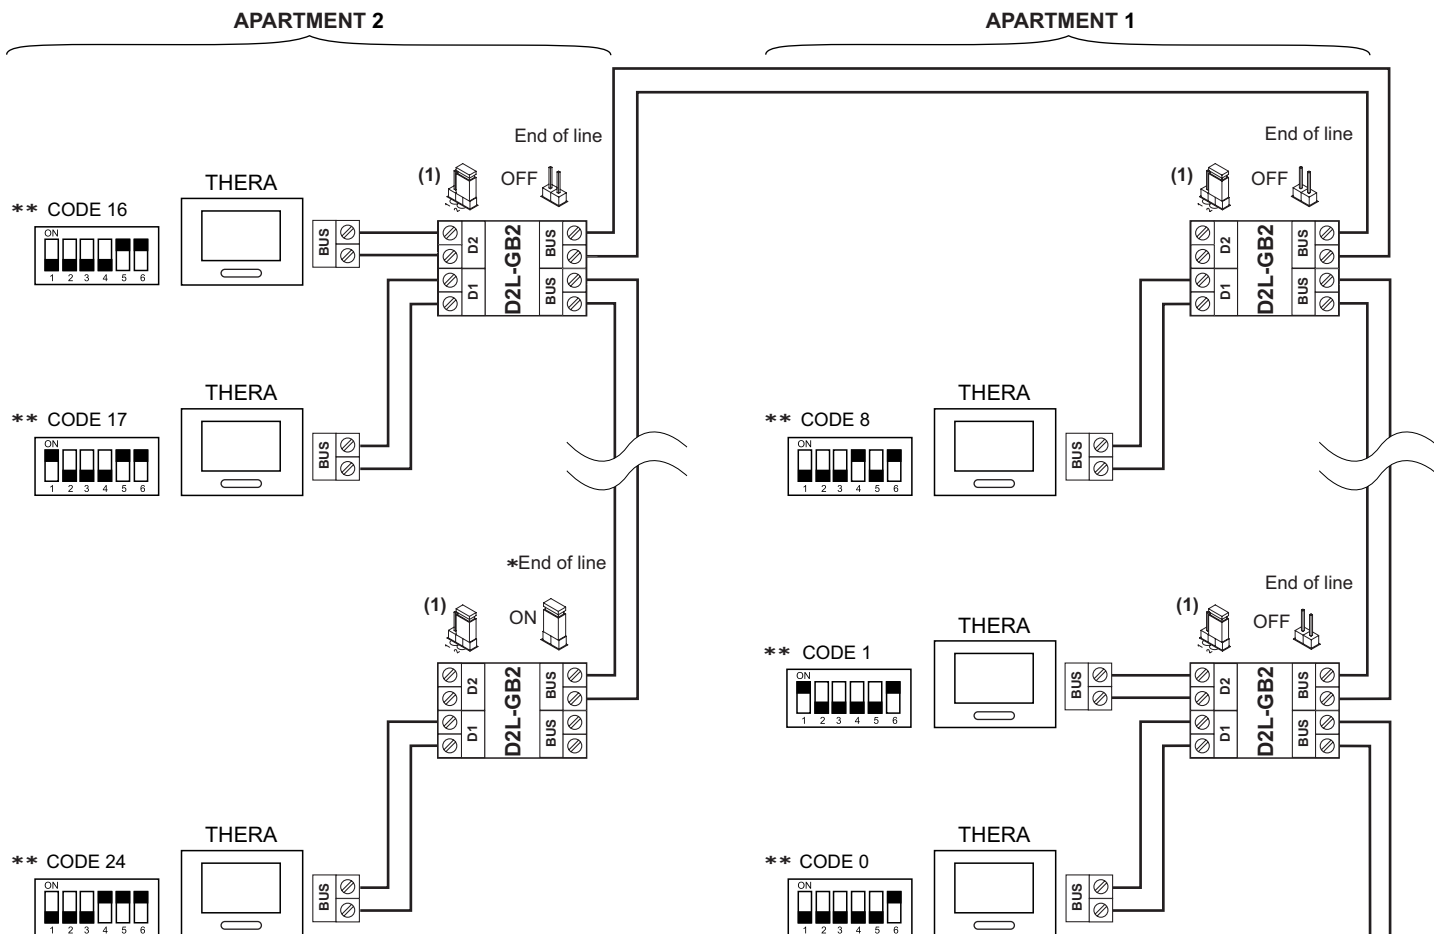 APARTMENT 2
APARTMENT 1
End of line
(1)
OFF
THERA
** CODE 16
ON
1 2 3 4 5 6
BUS
D2
D1
D2L-GB2
BUS
BUS
THERA
** CODE 17
ON
1 2 3 4 5 6
BUS
*End of line
(1)
ON
D2
D1
D2L-GB2
BUS
BUS
THERA
** CODE 24
ON
1 2 3 4 5 6
BUS
End of line
(1)
OFF
D2
D1
D2L-GB2
BUS
BUS
THERA
** CODE 8
ON
1 2 3 4 5 6
BUS
End of line
(1)
OFF
THERA
** CODE 1
ON
1 2 3 4 5 6
BUS
D2
D1
D2L-GB2
BUS
BUS
THERA
** CODE 0
ON
1 2 3 4 5 6
BUS